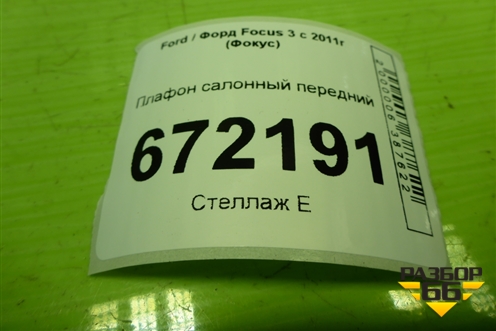 Ford / Форд Focus 3 с 2011г
(Фокус)
Плафон салонный передний
672191
Стеллаж Е
2000006387622
РАЗБОР
66